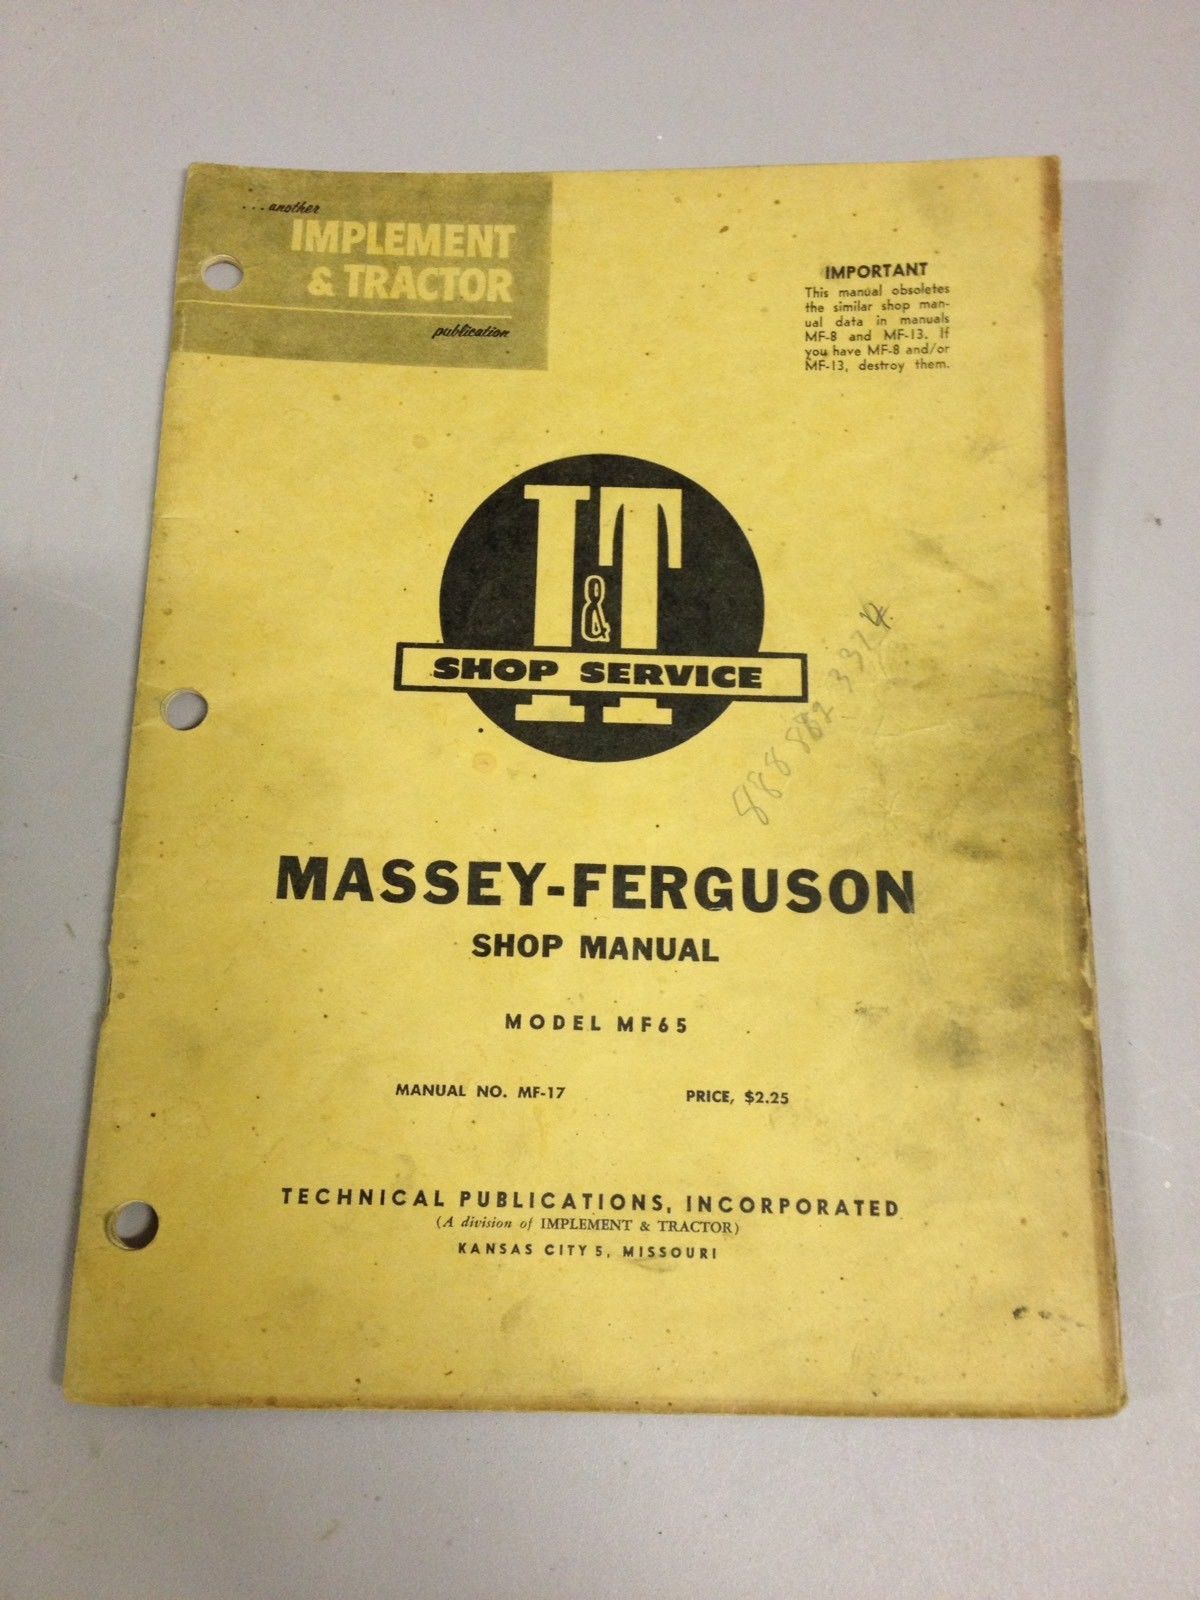 ...another
IMPLEMENT
& TRACTOR
publication
IMPORTANT
This manual obsoletes
the similar shop man-
ual data in manuals
MF-8 and MF-13. If
you have MF-8 and/or
MF-13, destroy them.
I&T
SHOP SERVICE
888 882 332
MASSEY-FERGUSON
SHOP MANUAL
MODEL MF65
MANUAL NO. MF-17 PRICE, $2.25
TECHNICAL PUBLICATIONS, INCORPORATED
(A division of IMPLEMENT & TRACTOR)
KANSAS CITY 5, MISSOURI